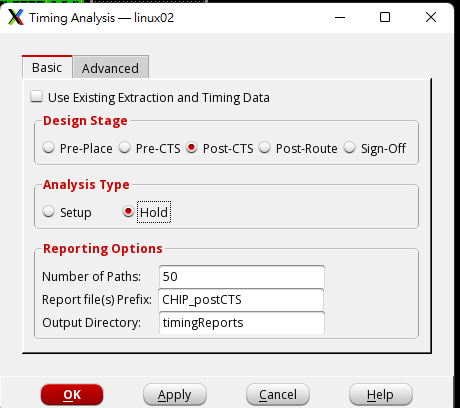 Timing Analysis — linux02
Basic Advanced
Use Existing Extraction and Timing Data
Design Stage
Pre-Place Pre-CTS Post-CTS Post-Route Sign-Off
Analysis Type
Setup Hold
Reporting Options
Number of Paths: 50
Report file(s) Prefix: CHIP_postCTS
Output Directory: timingReports
OK Apply Cancel Help